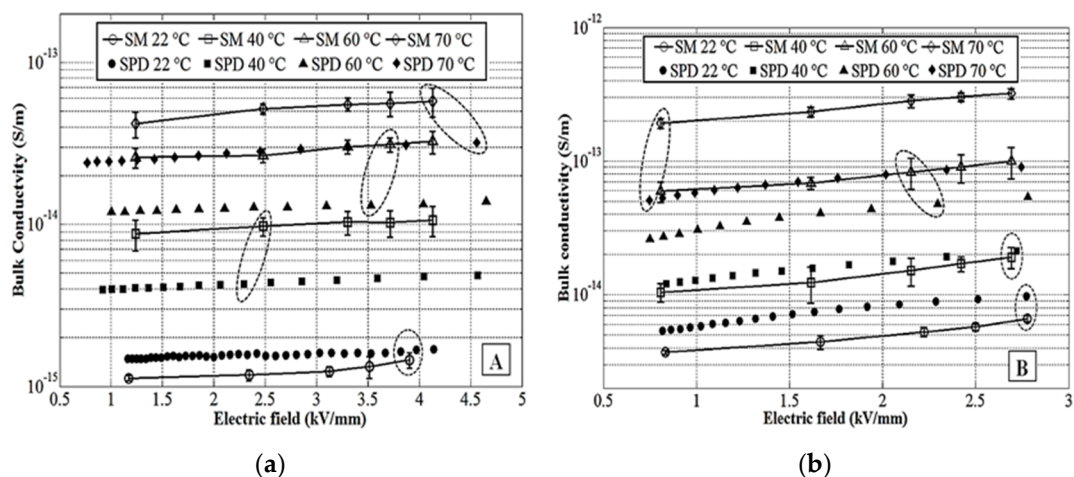 10⁻¹³
10⁻¹⁴
10⁻¹⁵
Bulk Conductivity (S/m)
SM 22 °C SM 40 °C SM 60 °C SM 70 °C
SPD 22 °C SPD 40 °C SPD 60 °C SPD 70 °C
A
0.5 1 1.5 2 2.5 3 3.5 4 4.5 5
Electric field (kV/mm)
(a)
10⁻¹²
10⁻¹³
10⁻¹⁴
Bulk conductivity (S/m)
SM 22 °C SM 40 °C SM 60 °C SM 70 °C
SPD 22 °C SPD 40 °C SPD 60 °C SPD 70 °C
B
0.5 1 1.5 2 2.5 3
Electric field (kV/mm)
(b)